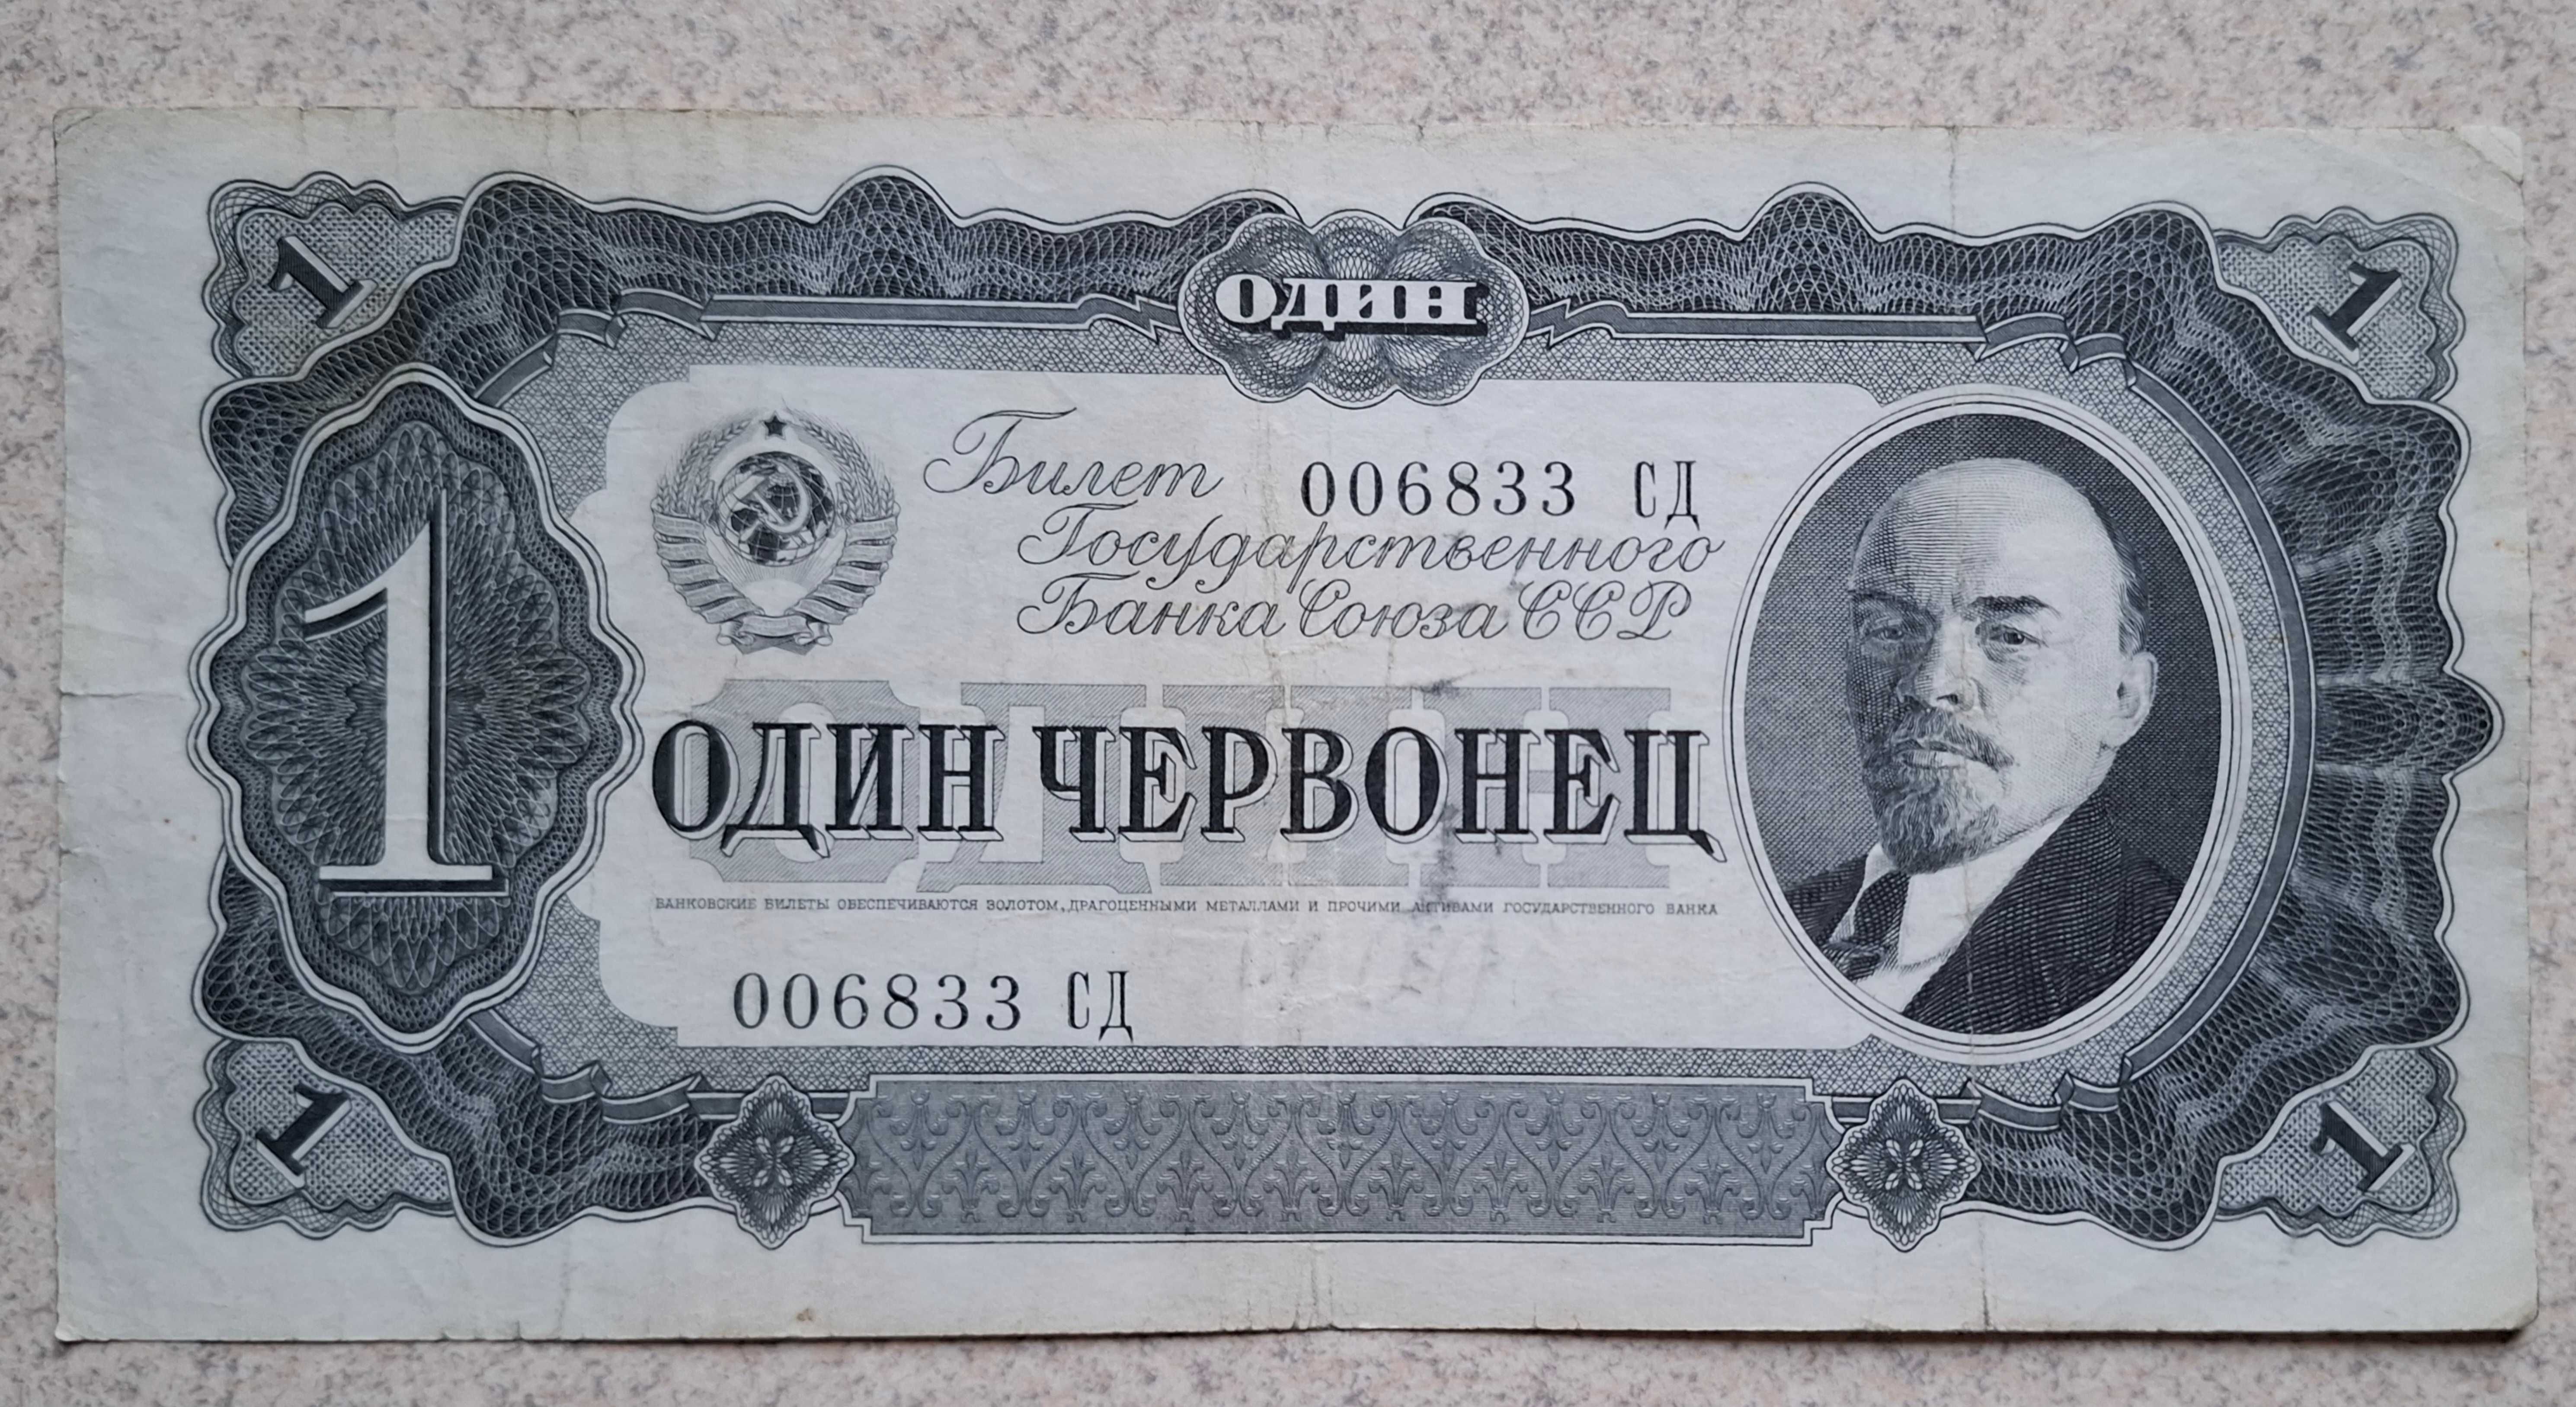 1
ОДИН
1
Билет 006833 СД
Государственного
Банка Союза ССР
1
ОДИН
ОДИН ЧЕРВОНЕЦ
БАНКОВСКИЕ БИЛЕТЫ ОБЕСПЕЧИВАЮТСЯ ЗОЛОТОМ, ДРАГОЦЕННЫМИ МЕТАЛЛАМИ И ПРОЧИМИ АКТИВАМИ ГОСУДАРСТВЕННОГО БАНКА
006833 СД
1
1